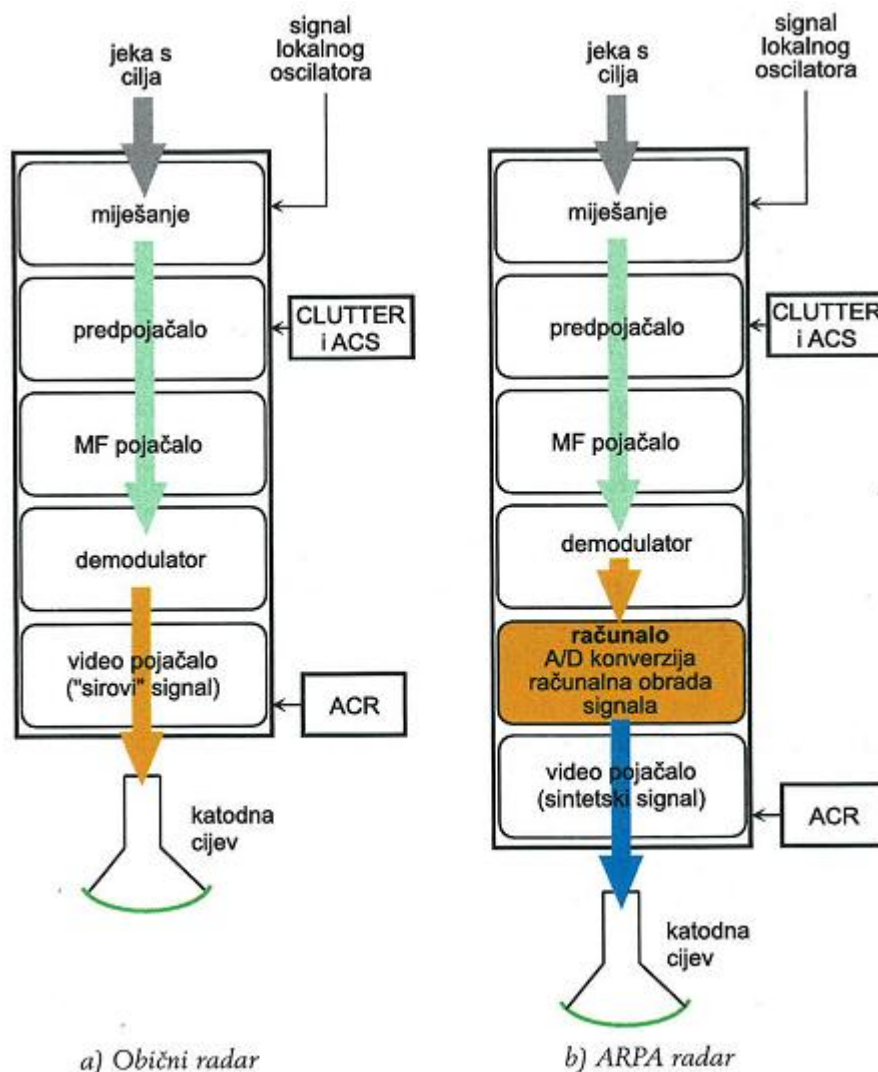 jeka s
cilja
signal
lokalnog
oscilatora
miješanje
predpojačalo
CLUTTER
i ACS
MF pojačalo
demodulator
video pojačalo
("sirovi" signal)
ACR
katodna
cijev
a) Obični radar
jeka s
cilja
signal
lokalnog
oscilatora
miješanje
predpojačalo
CLUTTER
i ACS
MF pojačalo
demodulator
računalo
A/D konverzija
računalna obrada
signala
video pojačalo
(sintetski signal)
ACR
katodna
cijev
b) ARPA radar